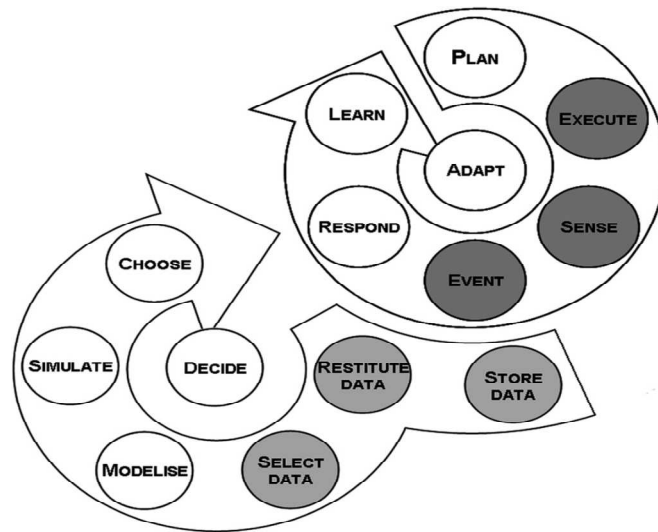 PLAN
LEARN
EXECUTE
ADAPT
RESPOND
SENSE
EVENT
CHOOSE
SIMULATE
DECIDE
RESTITUTE
DATA
STORE
DATA
MODELISE
SELECT
DATA